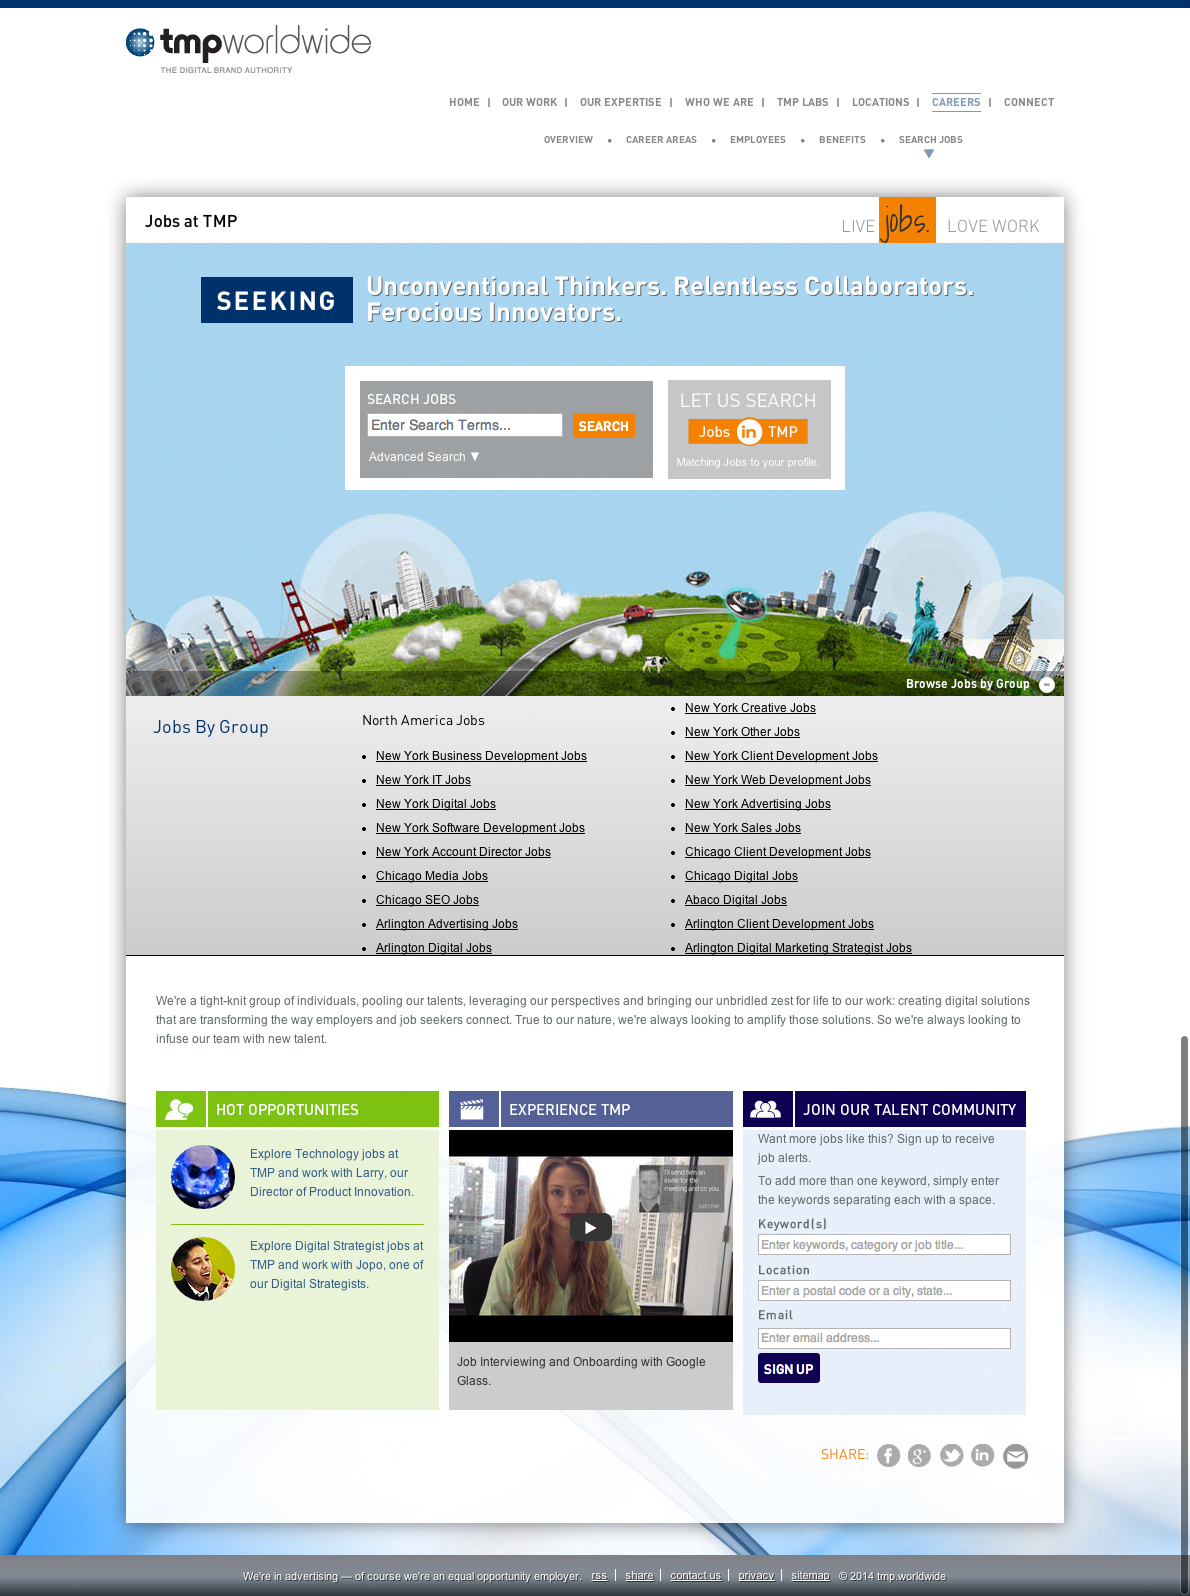 tmpworldwide
THE DIGITAL BRAND AUTHORITY
HOME | OUR WORK | OUR EXPERTISE | WHO WE ARE | TMP LABS | LOCATIONS | CAREERS | CONNECT
OVERVIEW • CAREER AREAS • EMPLOYEES • BENEFITS • SEARCH JOBS
Jobs at TMP
LIVE jobs. LOVE WORK
SEEKING
Unconventional Thinkers. Relentless Collaborators.
Ferocious Innovators.
SEARCH JOBS
Enter Search Terms...
SEARCH
Advanced Search ▼
LET US SEARCH
Jobs in TMP
Matching Jobs to your profile.
Browse Jobs by Group
Jobs By Group
North America Jobs
• New York Business Development Jobs
• New York IT Jobs
• New York Digital Jobs
• New York Software Development Jobs
• New York Account Director Jobs
• Chicago Media Jobs
• Chicago SEO Jobs
• Arlington Advertising Jobs
• Arlington Digital Jobs
• New York Creative Jobs
• New York Other Jobs
• New York Client Development Jobs
• New York Web Development Jobs
• New York Advertising Jobs
• New York Sales Jobs
• Chicago Client Development Jobs
• Chicago Digital Jobs
• Abaco Digital Jobs
• Arlington Client Development Jobs
• Arlington Digital Marketing Strategist Jobs
We're a tight-knit group of individuals, pooling our talents, leveraging our perspectives and bringing our unbridled zest for life to our work: creating digital solutions
that are transforming the way employers and job seekers connect. True to our nature, we're always looking to amplify those solutions. So we're always looking to
infuse our team with new talent.
HOT OPPORTUNITIES
Explore Technology jobs at
TMP and work with Larry, our
Director of Product Innovation.
Explore Digital Strategist jobs at
TMP and work with Jopo, one of
our Digital Strategists.
EXPERIENCE TMP
I'll send him an
invite for the
meeting and cc you.
just now
Job Interviewing and Onboarding with Google
Glass.
JOIN OUR TALENT COMMUNITY
Want more jobs like this? Sign up to receive
job alerts.
To add more than one keyword, simply enter
the keywords separating each with a space.
Keyword(s)
Enter keywords, category or job title...
Location
Enter a postal code or a city, state...
Email
Enter email address...
SIGN UP
SHARE:
We're in advertising — of course we're an equal opportunity employer. rss | share | contact us | privacy | sitemap © 2014 tmp.worldwide